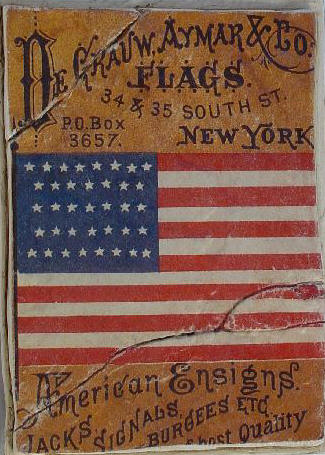 De Grauw, Aymar & Co.
FLAGS.
34 & 35 SOUTH ST.
P.O. Box
3657.
NEW YORK
American Ensigns.
JACKS, SIGNALS, BURGEES ETC
Quality